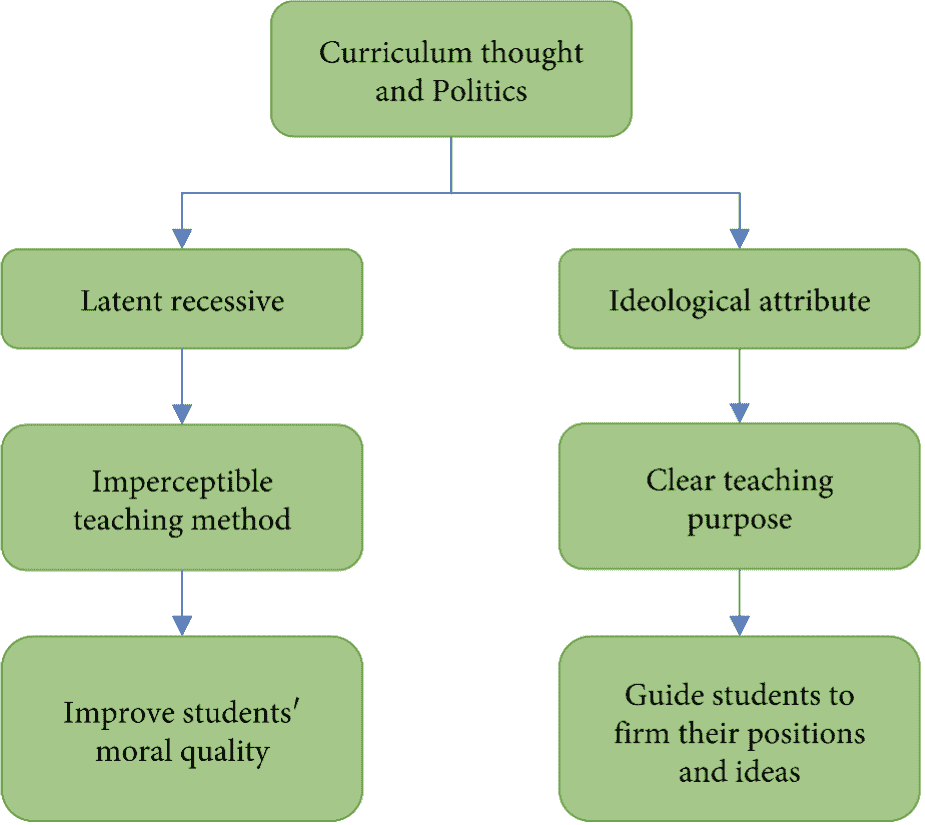 Curriculum thought
and Politics
Latent recessive
Ideological attribute
Imperceptible
teaching method
Clear teaching
purpose
Improve students'
moral quality
Guide students to
firm their positions
and ideas